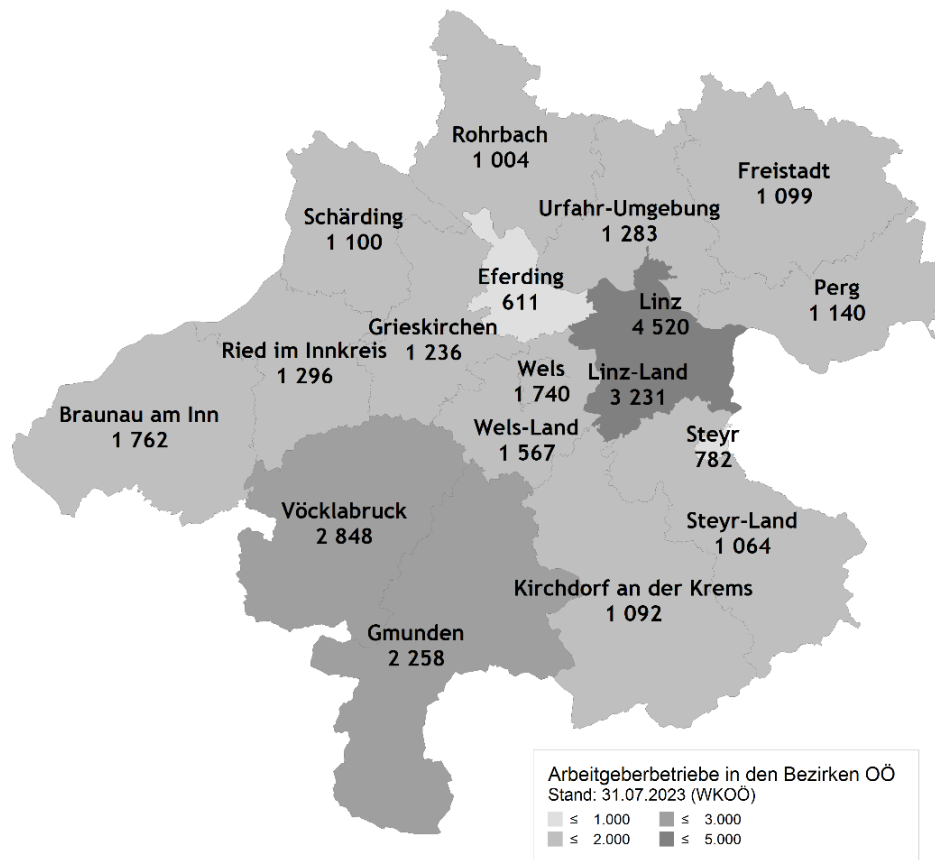 Rohrbach
1 004
Freistadt
1 099
Schärding
1 100
Urfahr-Umgebung
1 283
Eferding
611
Perg
1 140
Linz
4 520
Grieskirchen
1 236
Ried im Innkreis
1 296
Wels
1 740
Linz-Land
3 231
Braunau am Inn
1 762
Wels-Land
1 567
Steyr
782
Vöcklabruck
2 848
Steyr-Land
1 064
Kirchdorf an der Krems
1 092
Gmunden
2 258
Arbeitgeberbetriebe in den Bezirken OÖ
Stand: 31.07.2023 (WKOÖ)
≤ 1.000 ≤ 3.000
≤ 2.000 ≤ 5.000